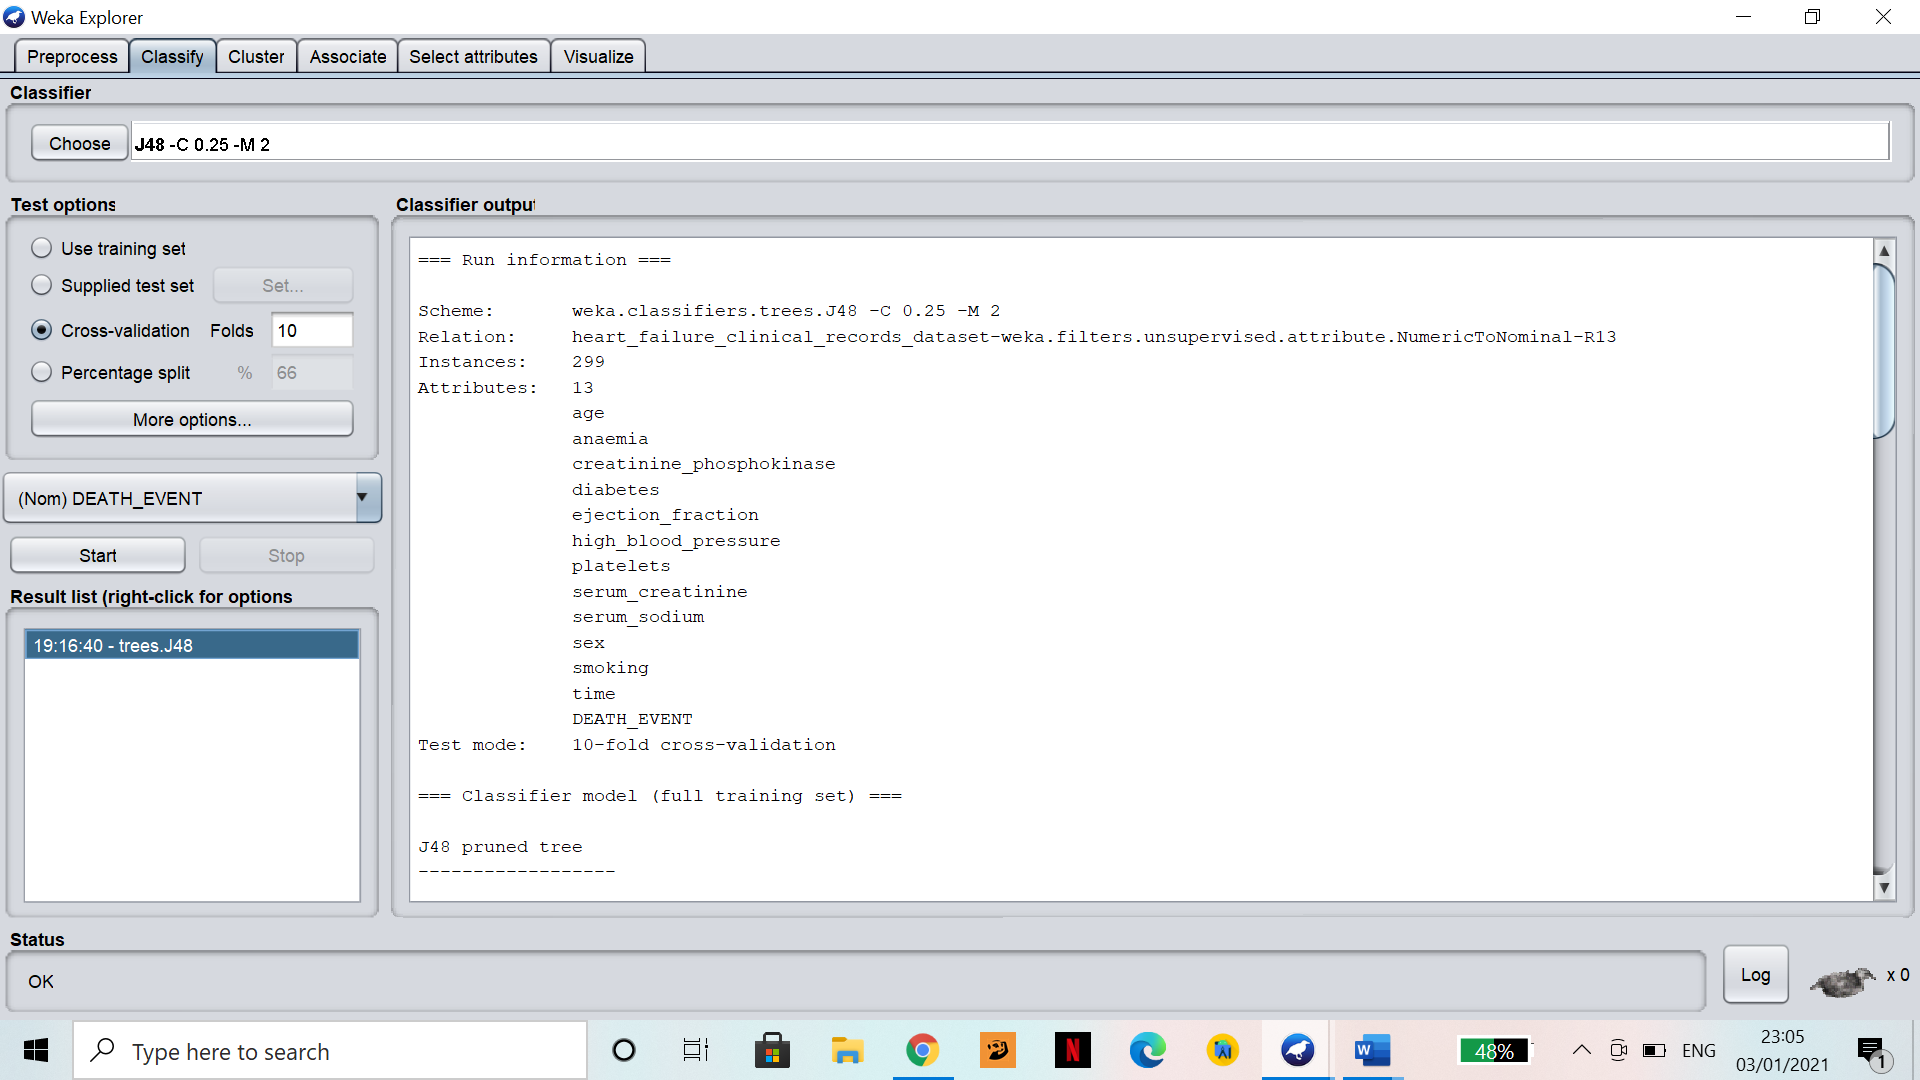 Weka Explorer
Preprocess Classify Cluster Associate Select attributes Visualize
Classifier
Choose J48 -C 0.25 -M 2
Test options
Use training set
Supplied test set Set...
Cross-validation Folds 10
Percentage split % 66
More options...
(Nom) DEATH_EVENT
Start Stop
Result list (right-click for options
19:16:40 - trees.J48
Classifier output
=== Run information ===
Scheme: weka.classifiers.trees.J48 -C 0.25 -M 2
Relation: heart_failure_clinical_records_dataset-weka.filters.unsupervised.attribute.NumericToNominal-R13
Instances: 299
Attributes: 13
age
anaemia
creatinine_phosphokinase
diabetes
ejection_fraction
high_blood_pressure
platelets
serum_creatinine
serum_sodium
sex
smoking
time
DEATH_EVENT
Test mode: 10-fold cross-validation
=== Classifier model (full training set) ===
J48 pruned tree
------------------
Status
OK
Log x 0
Type here to search
N
AI
W
48%
ENG
23:05
03/01/2021
1